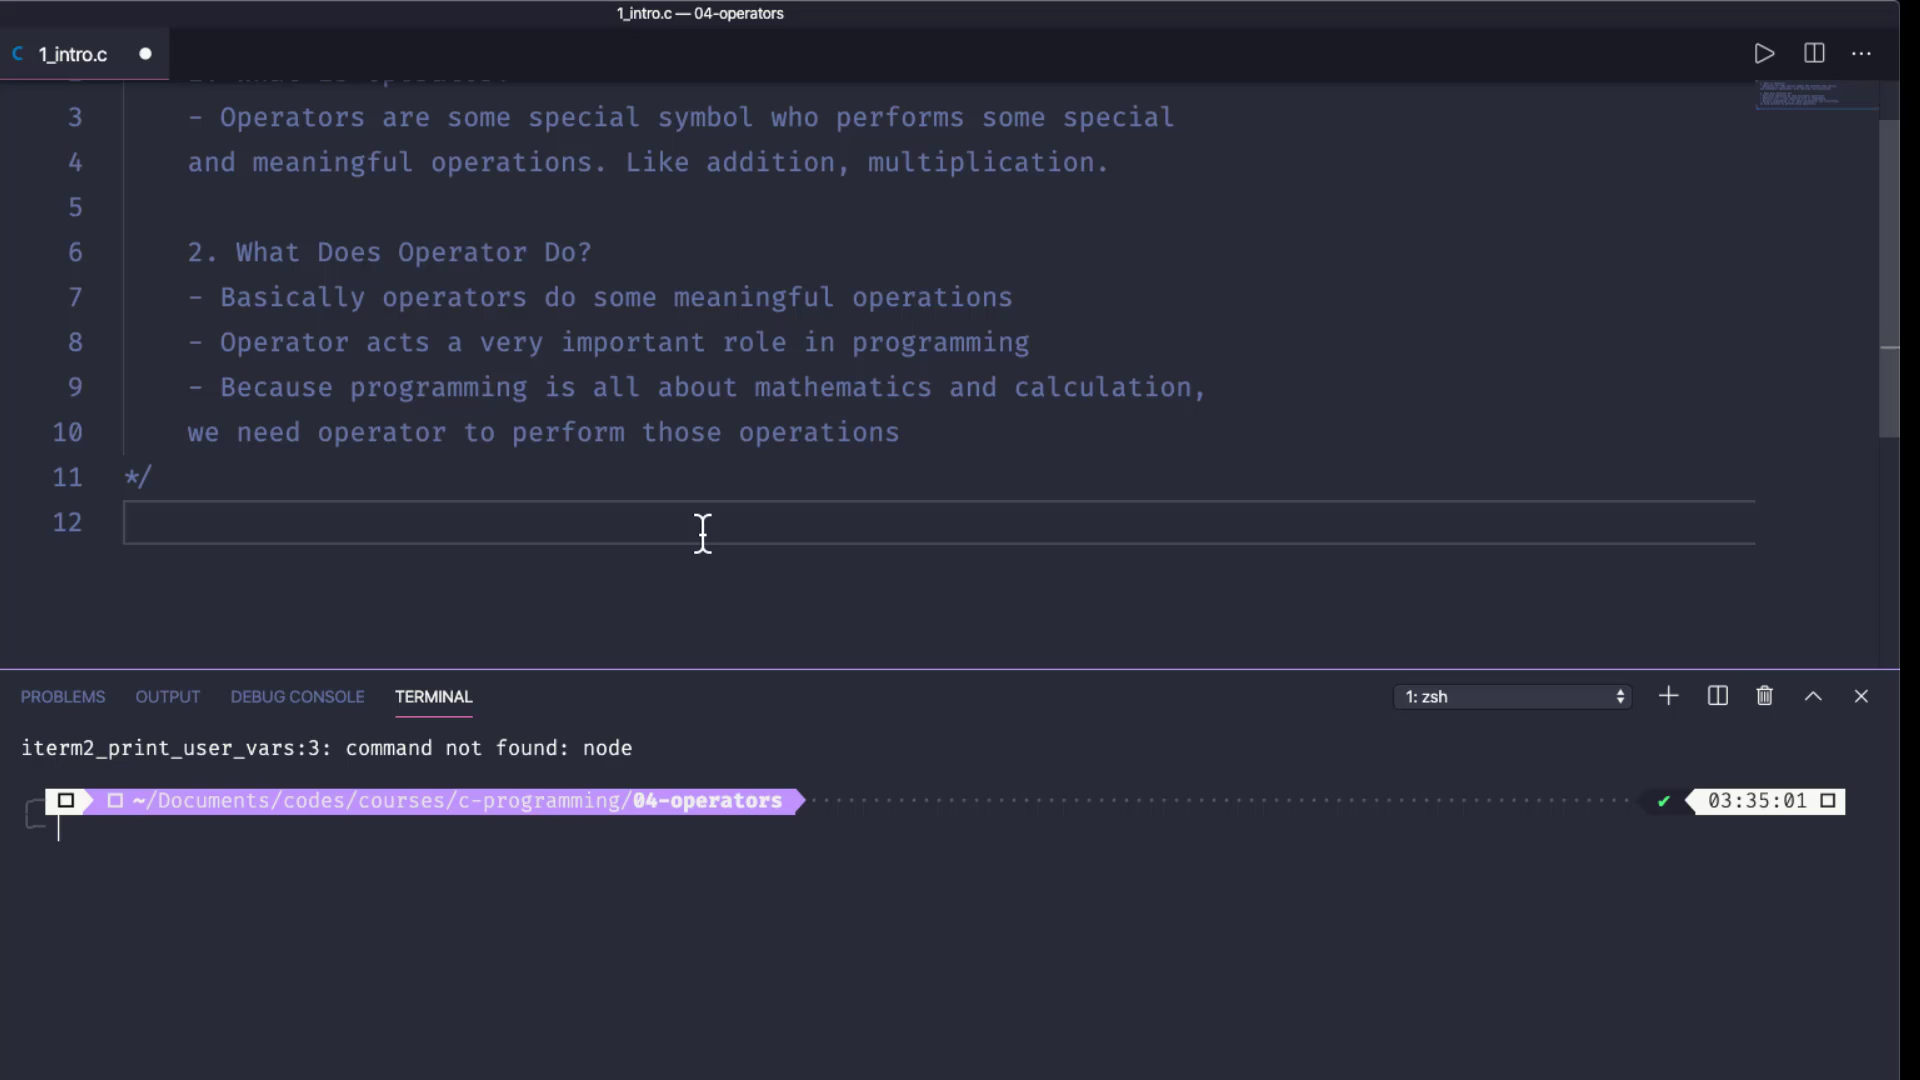 1_intro.c — 04-operators
C 1_intro.c
3 - Operators are some special symbol who performs some special
4 and meaningful operations. Like addition, multiplication.
5
6 2. What Does Operator Do?
7 - Basically operators do some meaningful operations
8 - Operator acts a very important role in programming
9 - Because programming is all about mathematics and calculation,
10 we need operator to perform those operations
11 */
12
PROBLEMS OUTPUT DEBUG CONSOLE TERMINAL 1: zsh
iterm2_print_user_vars:3: command not found: node
~/Documents/codes/courses/c-programming/04-operators ✔ 03:35:01